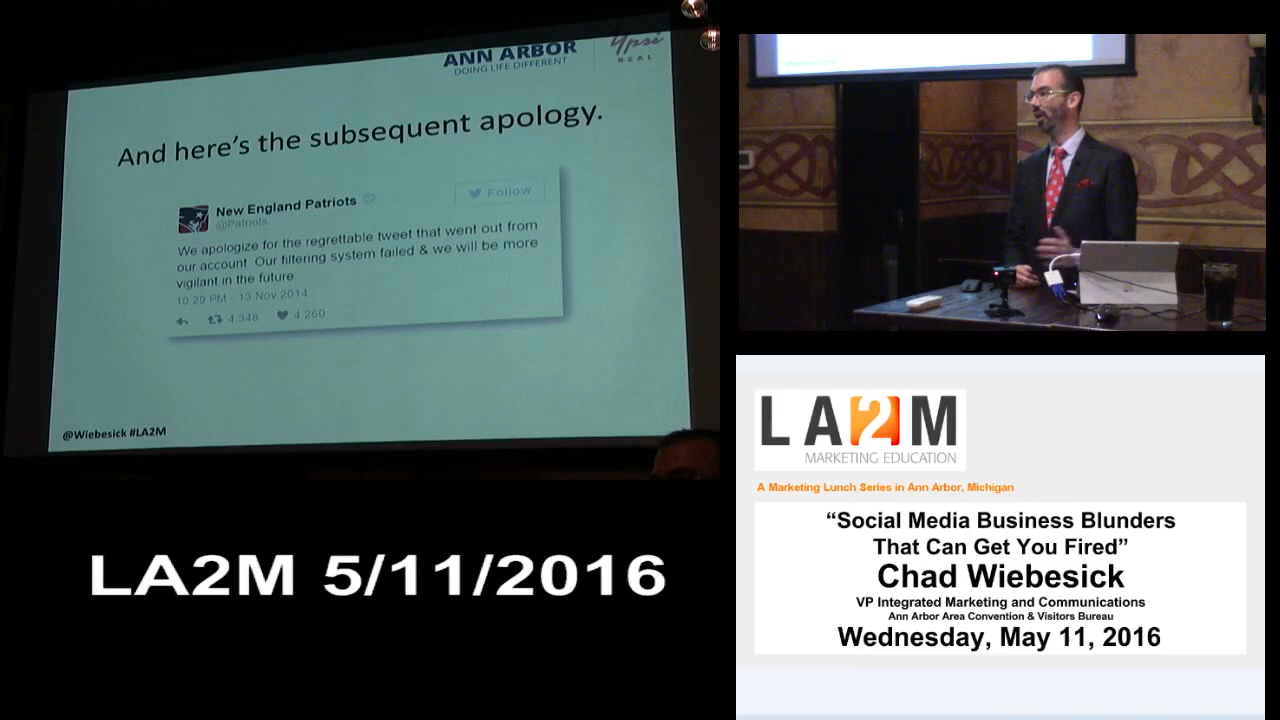 ANN ARBOR
DOING LIFE DIFFERENT
Ypsi
REAL
And here's the subsequent apology.
New England Patriots
@Patriots
Follow
We apologize for the regrettable tweet that went out from
our account. Our filtering system failed & we will be more
vigilant in the future
10:29 PM - 13 Nov 2014
4,348 4,260
@Wiebesick #LA2M
LA2M 5/11/2016
LA2M
MARKETING EDUCATION
A Marketing Lunch Series in Ann Arbor, Michigan
“Social Media Business Blunders
That Can Get You Fired”
Chad Wiebesick
VP Integrated Marketing and Communications
Ann Arbor Area Convention & Visitors Bureau
Wednesday, May 11, 2016